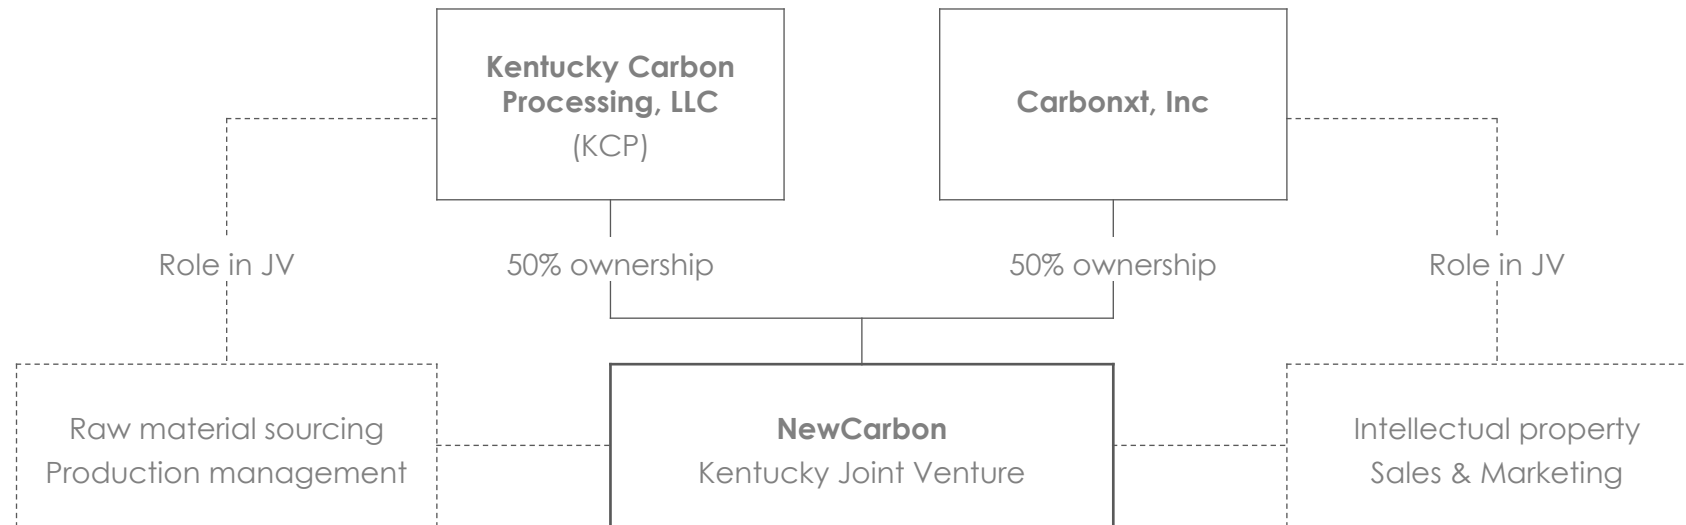 Kentucky Carbon
Processing, LLC
(KCP)
Carbonxt, Inc
Role in JV
50% ownership
50% ownership
Role in JV
Raw material sourcing
Production management
NewCarbon
Kentucky Joint Venture
Intellectual property
Sales & Marketing